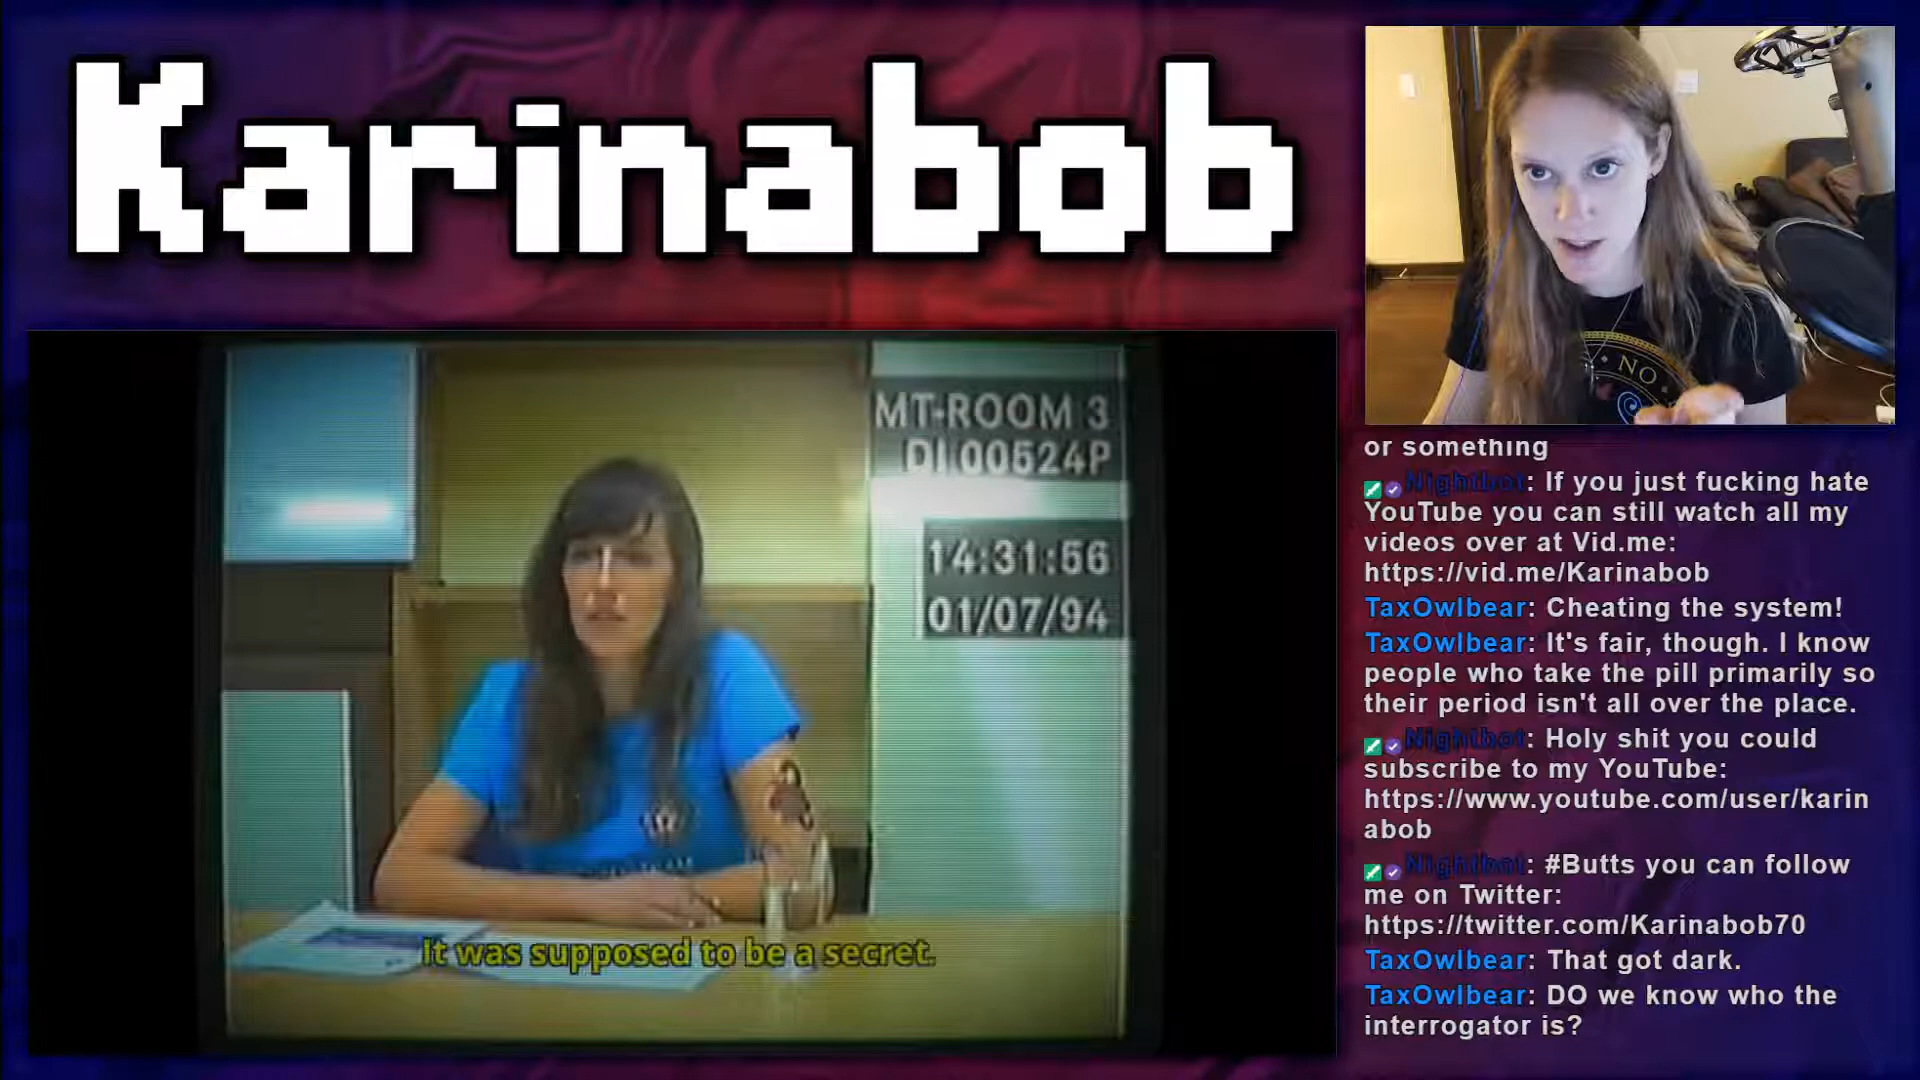 Karinabob
NO
MT-ROOM 3
DI 00524P
14:31:56
01/07/94
It was supposed to be a secret.
or something
Nightbot: If you just fucking hate
YouTube you can still watch all my
videos over at Vid.me:
https://vid.me/Karinabob
TaxOwlbear: Cheating the system!
TaxOwlbear: It's fair, though. I know
people who take the pill primarily so
their period isn't all over the place.
Nightbot: Holy shit you could
subscribe to my YouTube:
https://www.youtube.com/user/karin
abob
Nightbot: #Butts you can follow
me on Twitter:
https://twitter.com/Karinabob70
TaxOwlbear: That got dark.
TaxOwlbear: DO we know who the
interrogator is?